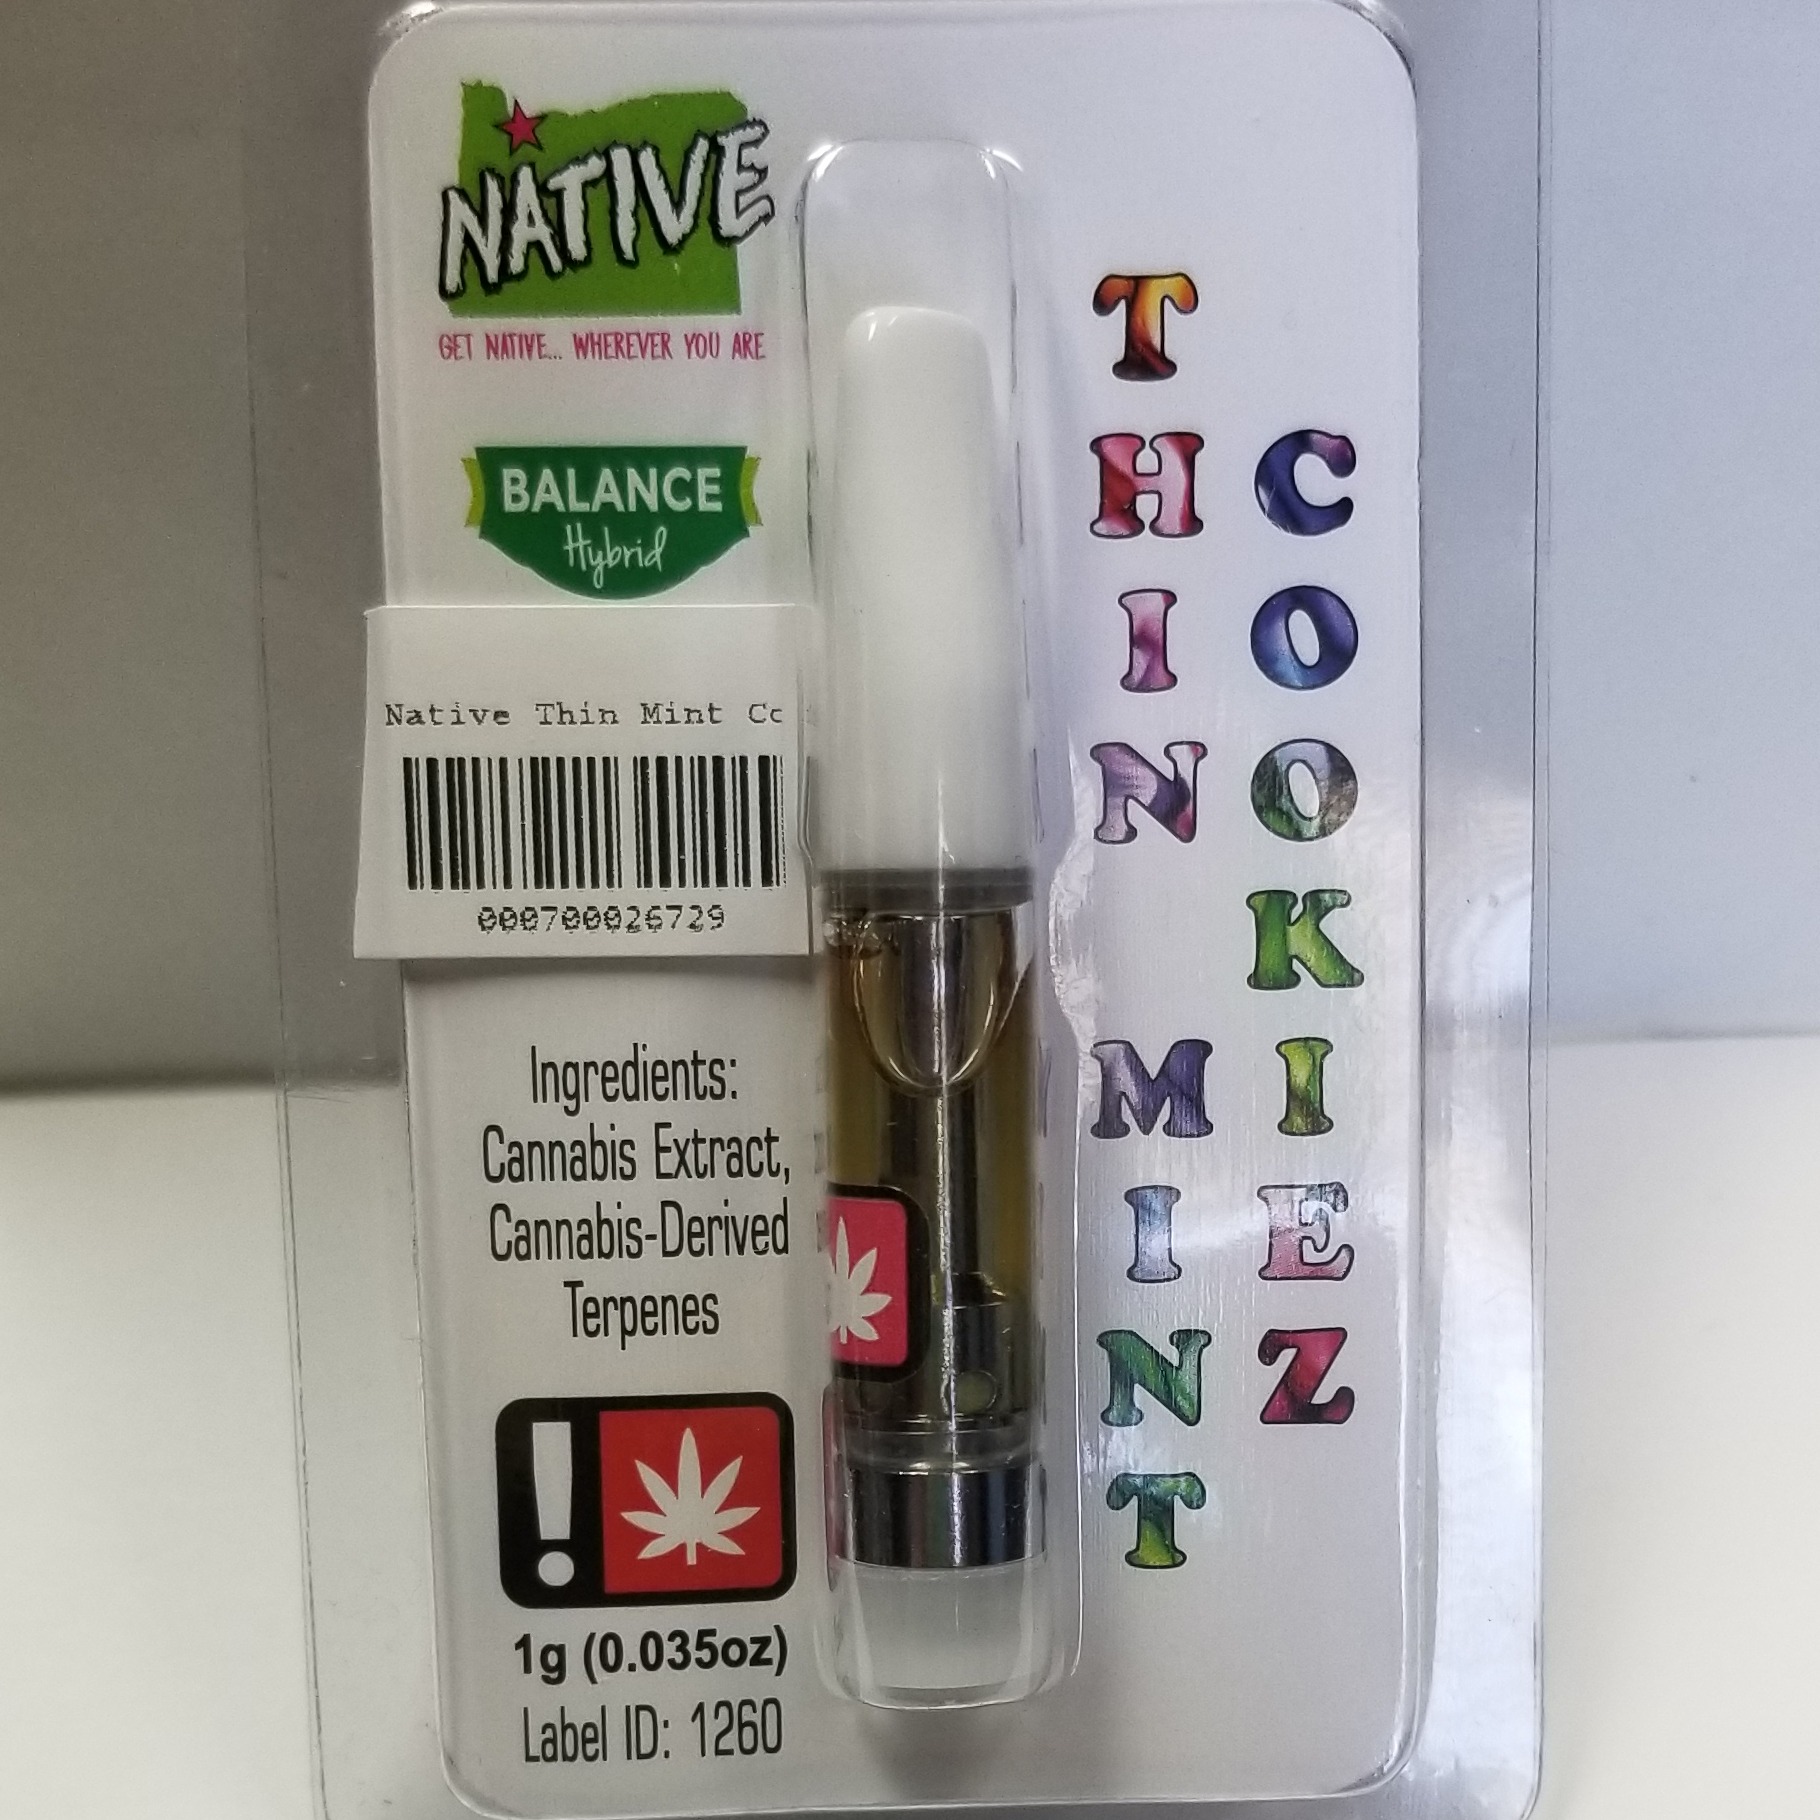 NATIVE
GET NATIVE... WHEREVER YOU ARE
BALANCE
Hybrid
Native Thin Mint Co
000700026729
Ingredients:
Cannabis Extract,
Cannabis-Derived
Terpenes
!
1g (0.035oz)
Label ID: 1260
THIN MINT
COOKIEZ